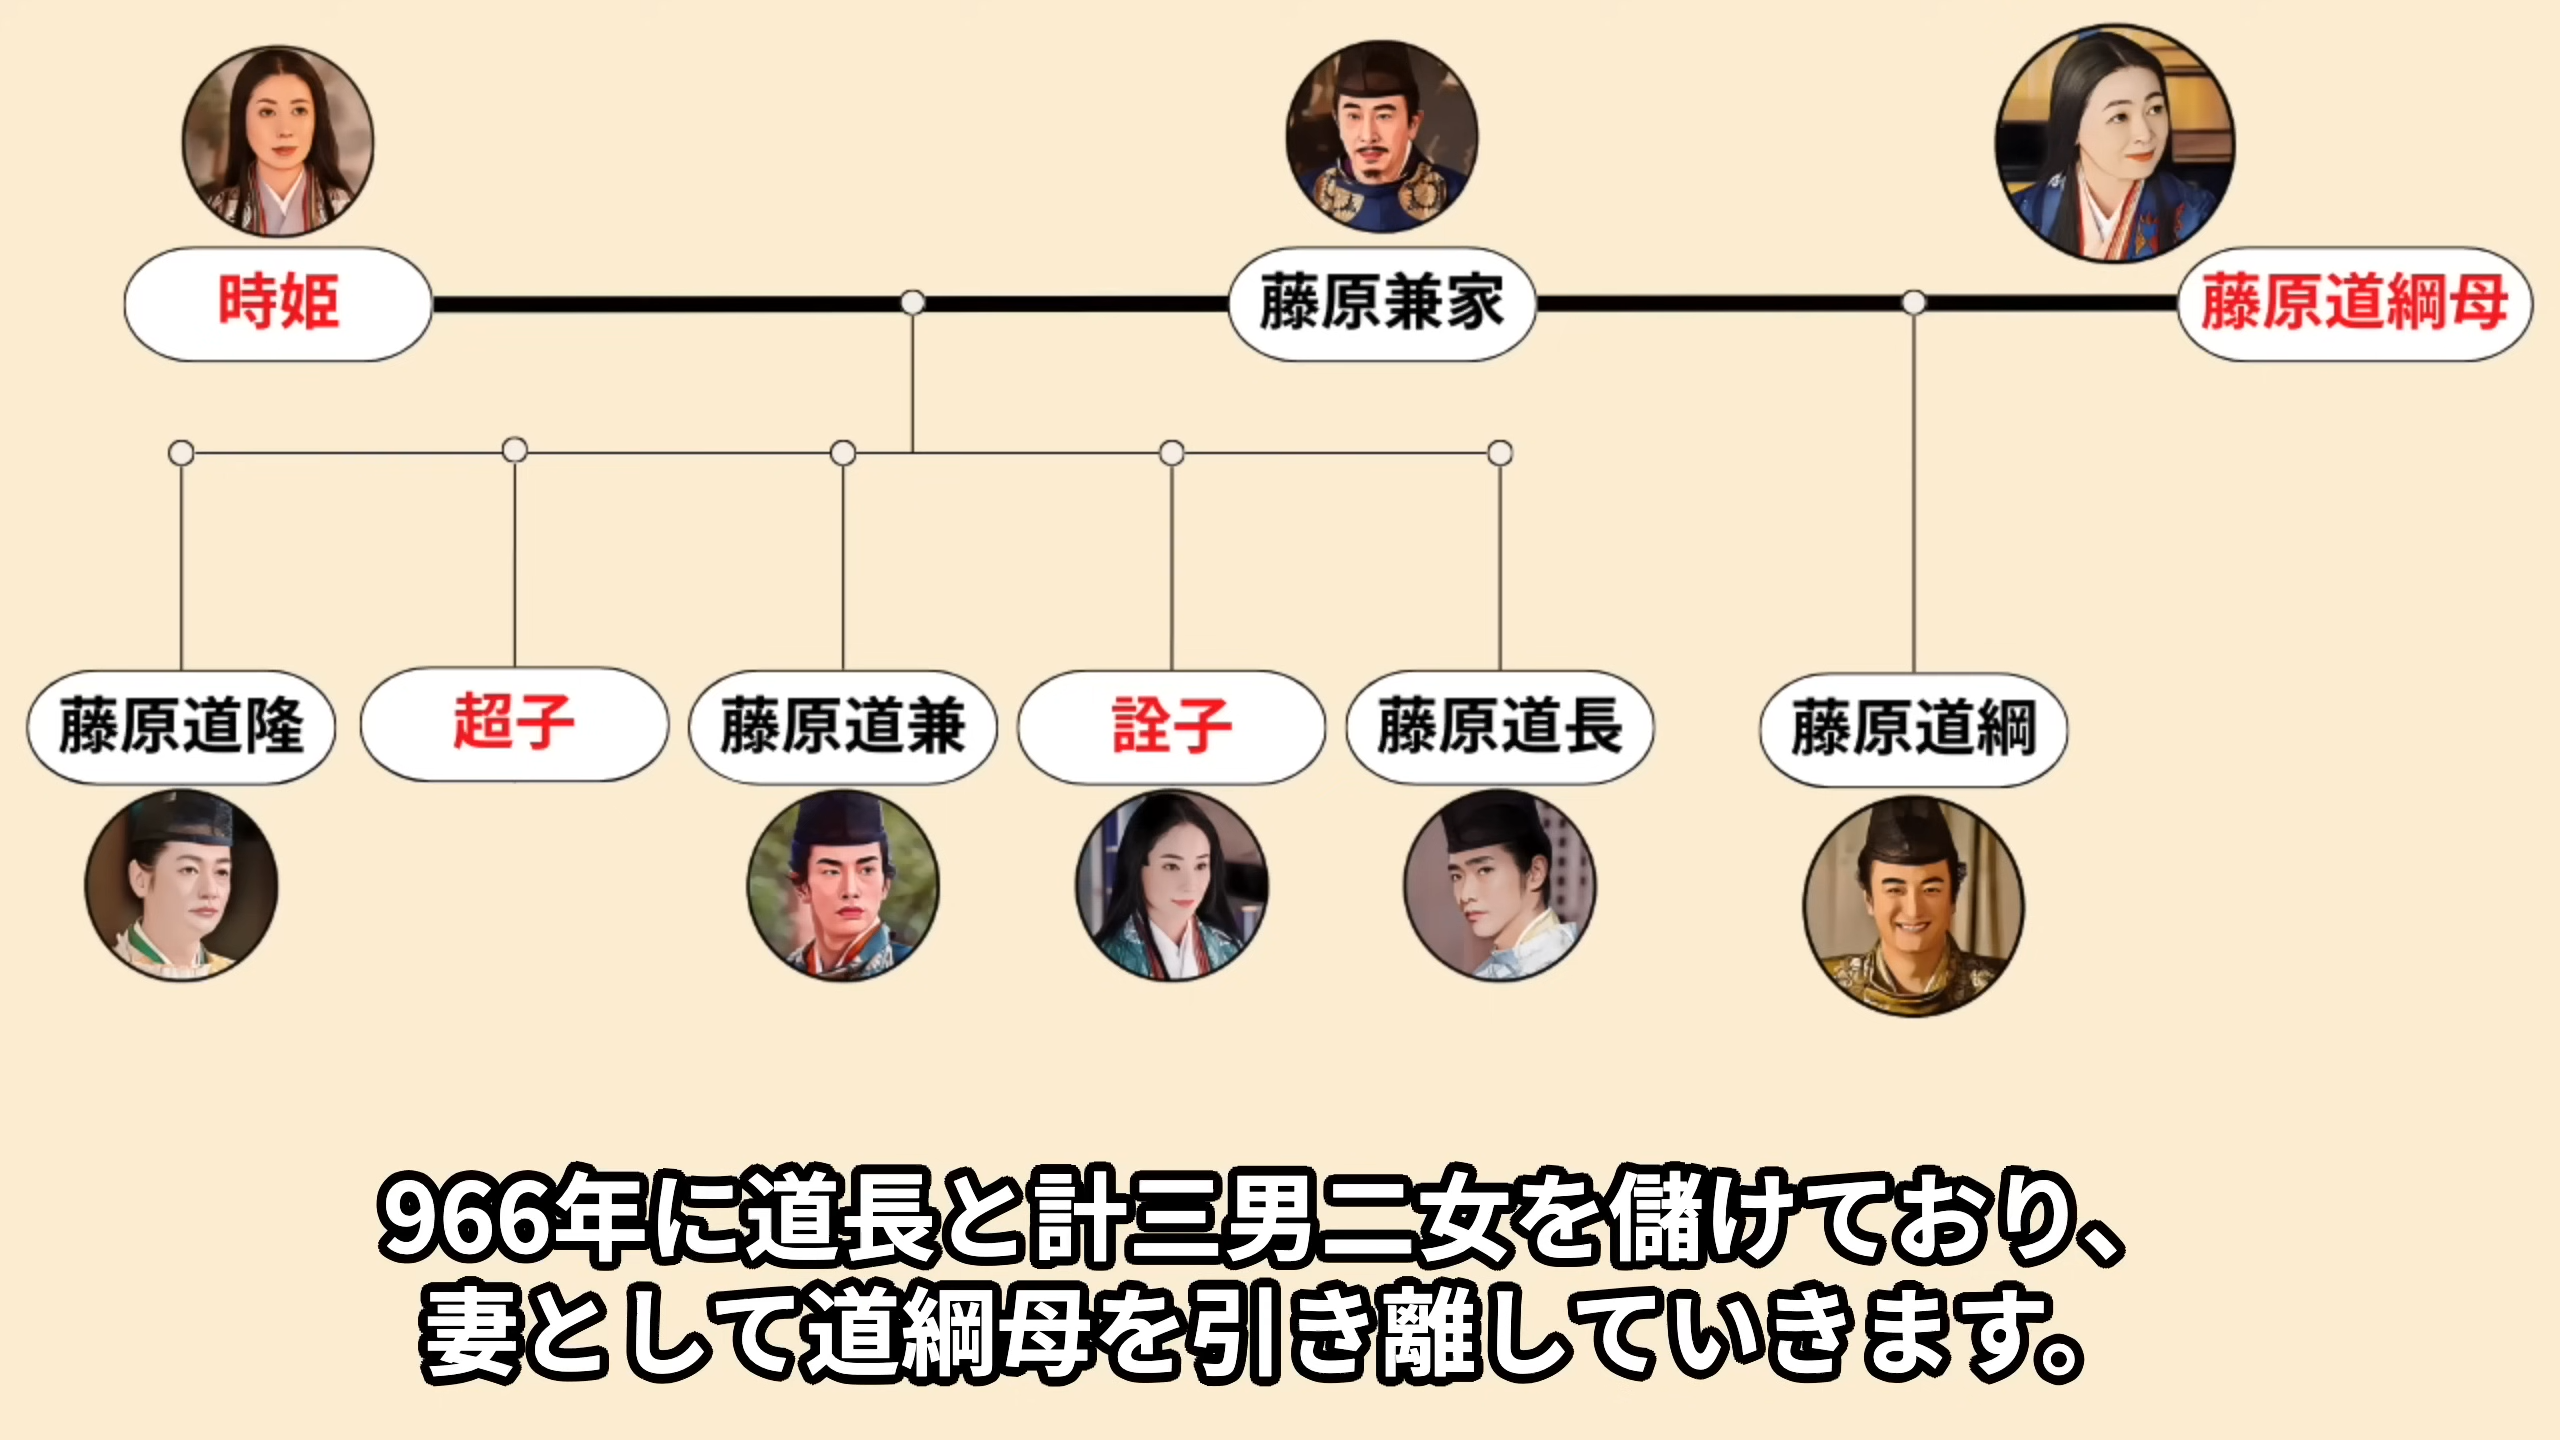 時姫
藤原兼家
藤原道綱母
藤原道隆
超子
藤原道兼
詮子
藤原道長
藤原道綱
966年に道長と計三男二女を儲けており、
妻として道綱母を引き離していきます。